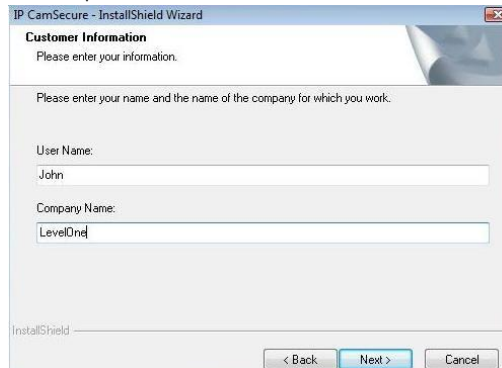 IP CamSecure - InstallShield Wizard
Customer Information
Please enter your information.
Please enter your name and the name of the company for which you work.
User Name:
John
Company Name:
LevelOne
InstallShield
< Back Next > Cancel